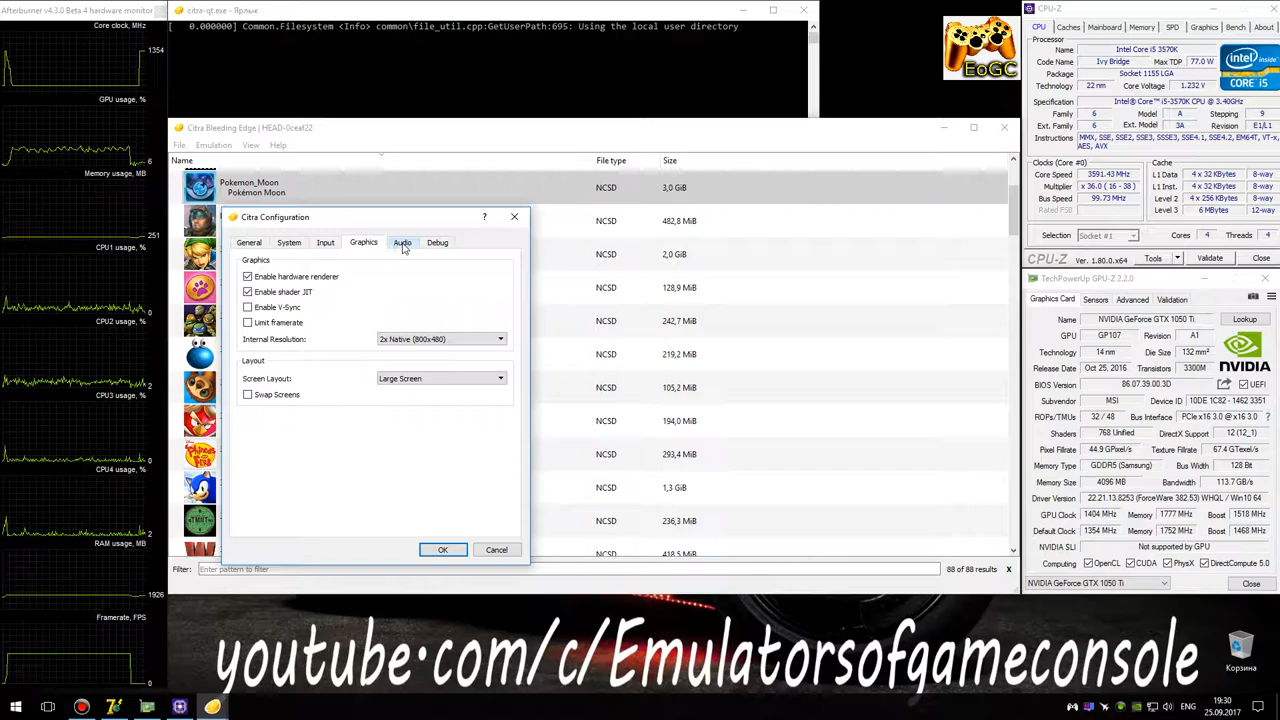 Afterburner v4.3.0 Beta 4 hardware monitor
Core clock, MHz
1354
GPU usage, %
6
Memory usage, MB
251
CPU1 usage, %
0
CPU2 usage, %
2
CPU3 usage, %
0
CPU4 usage, %
2
RAM usage, MB
1926
Framerate, FPS
0
citra-qt.exe - Ярлык
[   0.000000] Common.Filesystem <Info> common\file_util.cpp:GetUserPath:695: Using the local user directory
EoGC
Citra Bleeding Edge | HEAD-0ceaf22
File Emulation View Help
Name File type Size
Pokemon_Moon
Pokémon Moon
NCSD 3,0 GiB
NCSD 482,8 MiB
NCSD 2,0 GiB
NCSD 128,9 MiB
NCSD 242,7 MiB
NCSD 219,2 MiB
NCSD 105,2 MiB
NCSD 194,0 MiB
NCSD 293,4 MiB
NCSD 1,3 GiB
NCSD 236,3 MiB
NCSD 418,5 MiB
Filter: Enter pattern to filter 88 of 88 results X
Citra Configuration ?
General System Input Graphics Audio Debug
Graphics
Enable hardware renderer
Enable shader JIT
Enable V-Sync
Limit framerate
Internal Resolution: 2x Native (800x480)
Layout
Screen Layout: Large Screen
Swap Screens
OK Cancel
CPU-Z
CPU Caches Mainboard Memory SPD Graphics Bench About
Processor
Name Intel Core i5 3570K
Code Name Ivy Bridge Max TDP 77.0 W
Package Socket 1155 LGA
Technology 22 nm Core Voltage 1.232 V
intel inside
CORE i5
Specification Intel® Core™ i5-3570K CPU @ 3.40GHz
Family 6 Model A Stepping 9
Ext. Family 6 Ext. Model 3A Revision E1/L1
Instructions MMX, SSE, SSE2, SSE3, SSSE3, SSE4.1, SSE4.2, EM64T, VT-x,
AES, AVX
Clocks (Core #0) Cache
Core Speed 3591.43 MHz L1 Data 4 x 32 KBytes 8-way
Multiplier x 36.0 ( 16 - 38 ) L1 Inst. 4 x 32 KBytes 8-way
Bus Speed 99.73 MHz Level 2 4 x 256 KBytes 8-way
Rated FSB Level 3 6 MBytes 12-way
Selection Socket #1 Cores 4 Threads 4
CPU-Z Ver. 1.80.0.x64 Tools Validate Close
TechPowerUp GPU-Z 2.2.0
Graphics Card Sensors Advanced Validation
Name NVIDIA GeForce GTX 1050 Ti Lookup
GPU GP107 Revision A1
Technology 14 nm Die Size 132 mm²
Release Date Oct 25, 2016 Transistors 3300M
NVIDIA
BIOS Version 86.07.39.00.3D UEFI
Subvendor MSI Device ID 10DE 1C82 - 1462 3351
ROPs/TMUs 32 / 48 Bus Interface PCIe x16 3.0 @ x16 3.0 ?
Shaders 768 Unified DirectX Support 12 (12_1)
Pixel Fillrate 44.9 GPixel/s Texture Fillrate 67.4 GTexel/s
Memory Type GDDR5 (Samsung) Bus Width 128 Bit
Memory Size 4096 MB Bandwidth 113.7 GB/s
Driver Version 22.21.13.8253 (ForceWare 382.53) WHQL / Win10 64
GPU Clock 1404 MHz Memory 1777 MHz Boost 1518 MHz
Default Clock 1354 MHz Memory 1752 MHz Boost 1468 MHz
NVIDIA SLI Not supported by GPU
Computing OpenCL CUDA PhysX DirectCompute 5.0
NVIDIA GeForce GTX 1050 Ti Close
youtube.com/c/Emulatorsofgameconsole
Корзина
ENG
19:30
25.09.2017